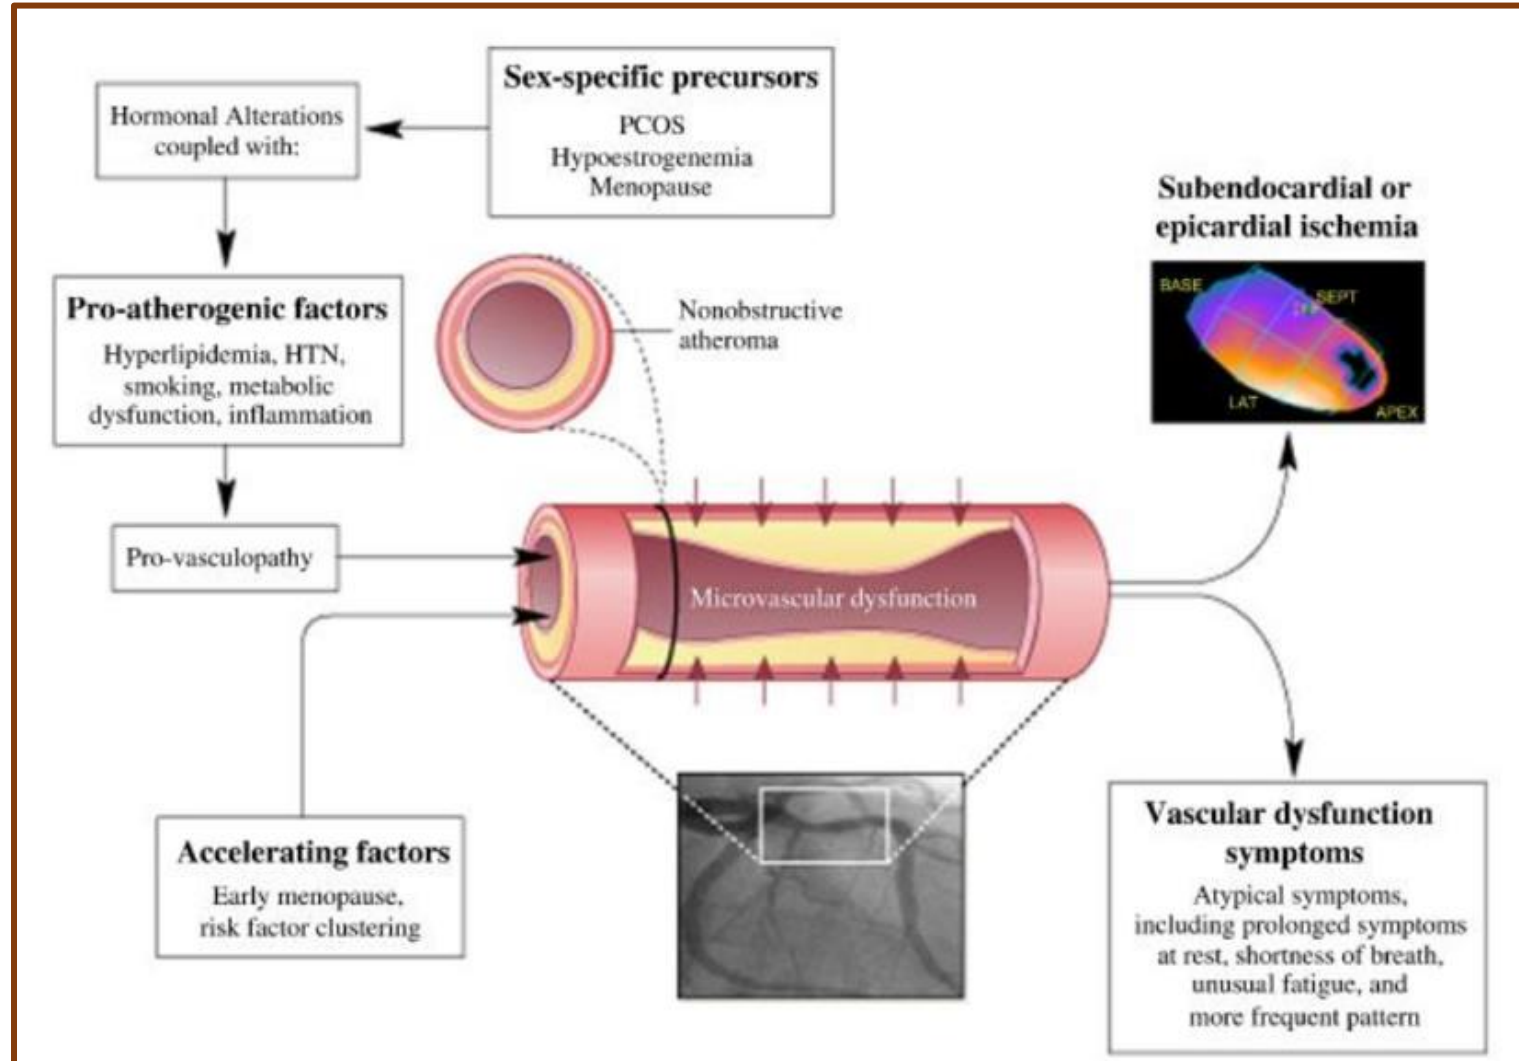 Sex-specific precursors
PCOS
Hypoestrogenemia
Menopause
Hormonal Alterations
coupled with:
Pro-atherogenic factors
Hyperlipidemia, HTN,
smoking, metabolic
dysfunction, inflammation
Pro-vasculopathy
Accelerating factors
Early menopause,
risk factor clustering
Nonobstructive
atheroma
Microvascular dysfunction
Subendocardial or
epicardial ischemia
BASE
SEPT
LAT
APEX
Vascular dysfunction
symptoms
Atypical symptoms,
including prolonged symptoms
at rest, shortness of breath,
unusual fatigue, and
more frequent pattern